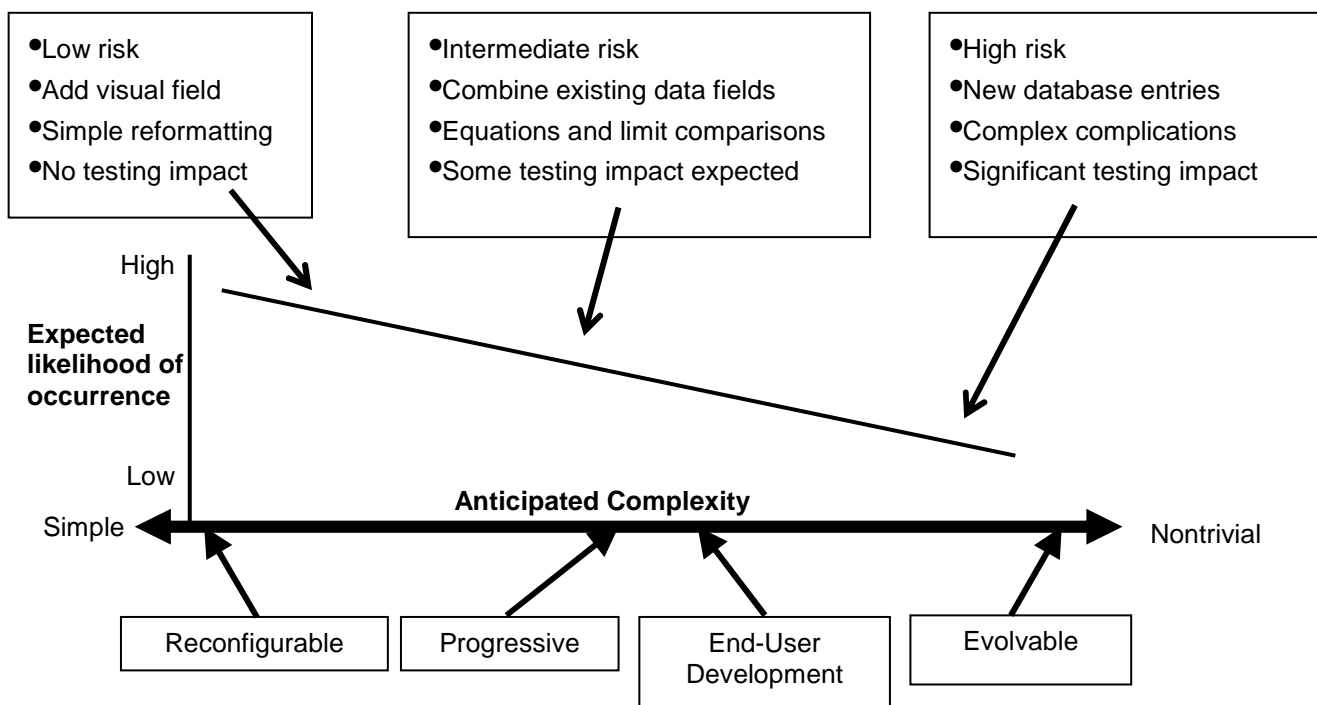 ●Low risk
●Add visual field
●Simple reformatting
●No testing impact
●Intermediate risk
●Combine existing data fields
●Equations and limit comparisons
●Some testing impact expected
●High risk
●New database entries
●Complex complications
●Significant testing impact
High
Expected
likelihood of
occurrence
Low
Anticipated Complexity
Simple
Nontrivial
Reconfigurable
Progressive
End-User
Development
Evolvable